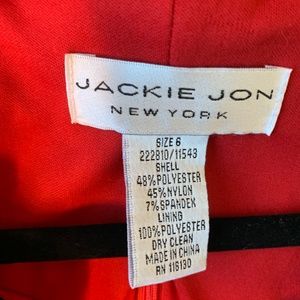 JACKIE JON
NEW YORK
SIZE 6
222810/11543
SHELL
48%POLYESTER
45%NYLON
7%SPANDEX
LINING
100%POLYESTER
DRY CLEAN
MADE IN CHINA
RN 116130